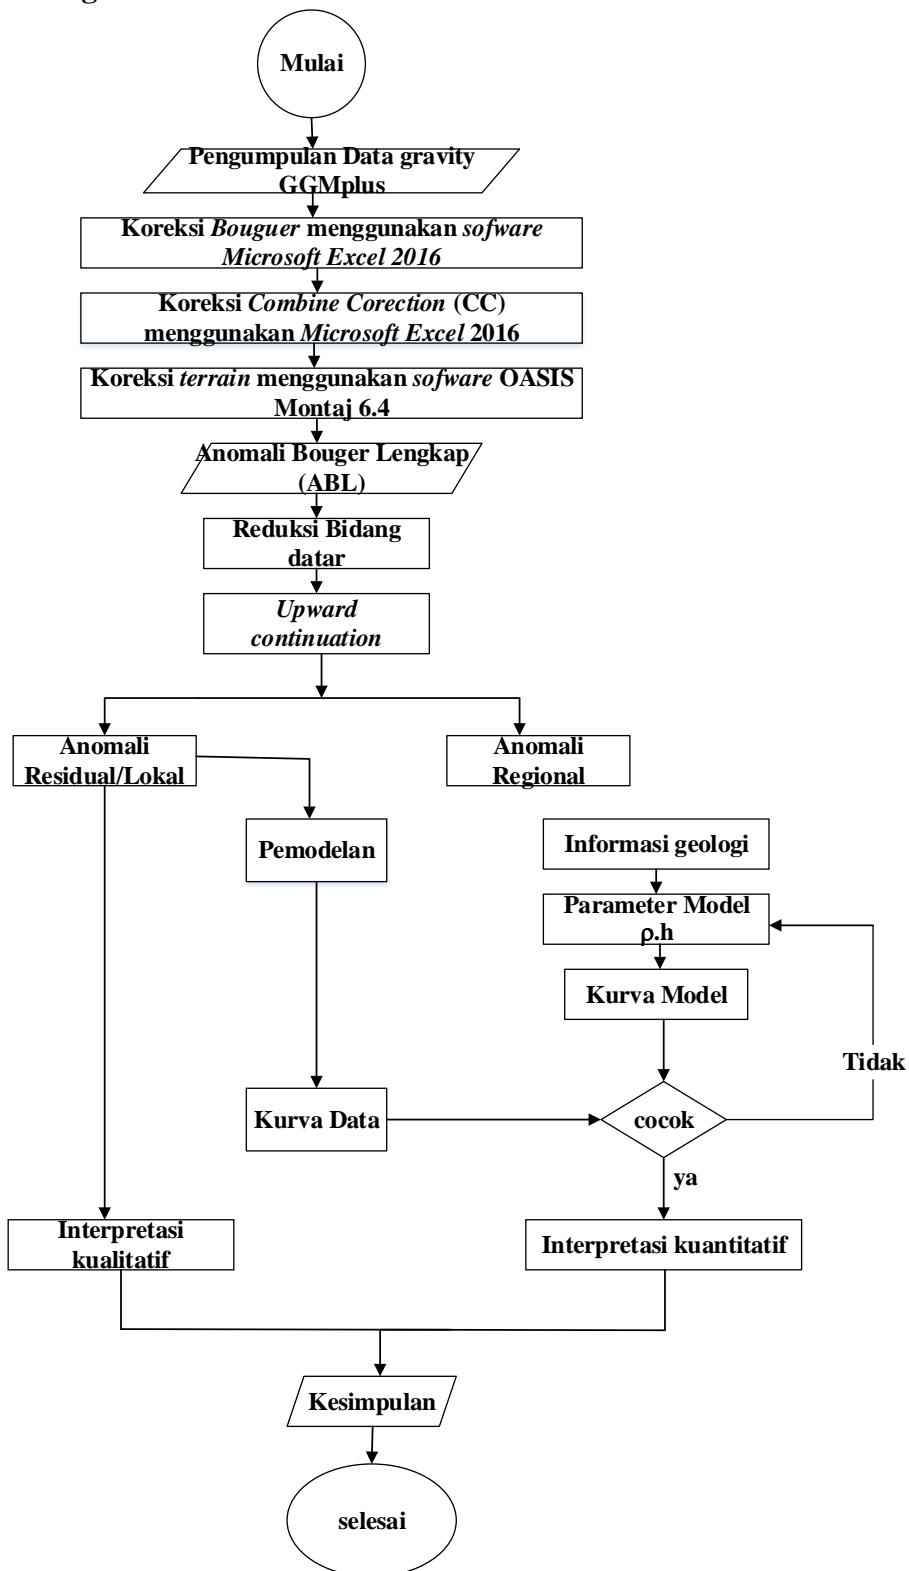 Mulai
Pengumpulan Data gravity
GGMplus
Koreksi Bouguer menggunakan sofware
Microsoft Excel 2016
Koreksi Combine Corection (CC)
menggunakan Microsoft Excel 2016
Koreksi terrain menggunakan sofware OASIS
Montaj 6.4
Anomali Bouger Lengkap
(ABL)
Reduksi Bidang
datar
Upward
continuation
Anomali
Residual/Lokal
Anomali
Regional
Pemodelan
Informasi geologi
Parameter Model
ρ.h
Kurva Model
Tidak
Kurva Data
cocok
ya
Interpretasi
kualitatif
Interpretasi kuantitatif
Kesimpulan
selesai